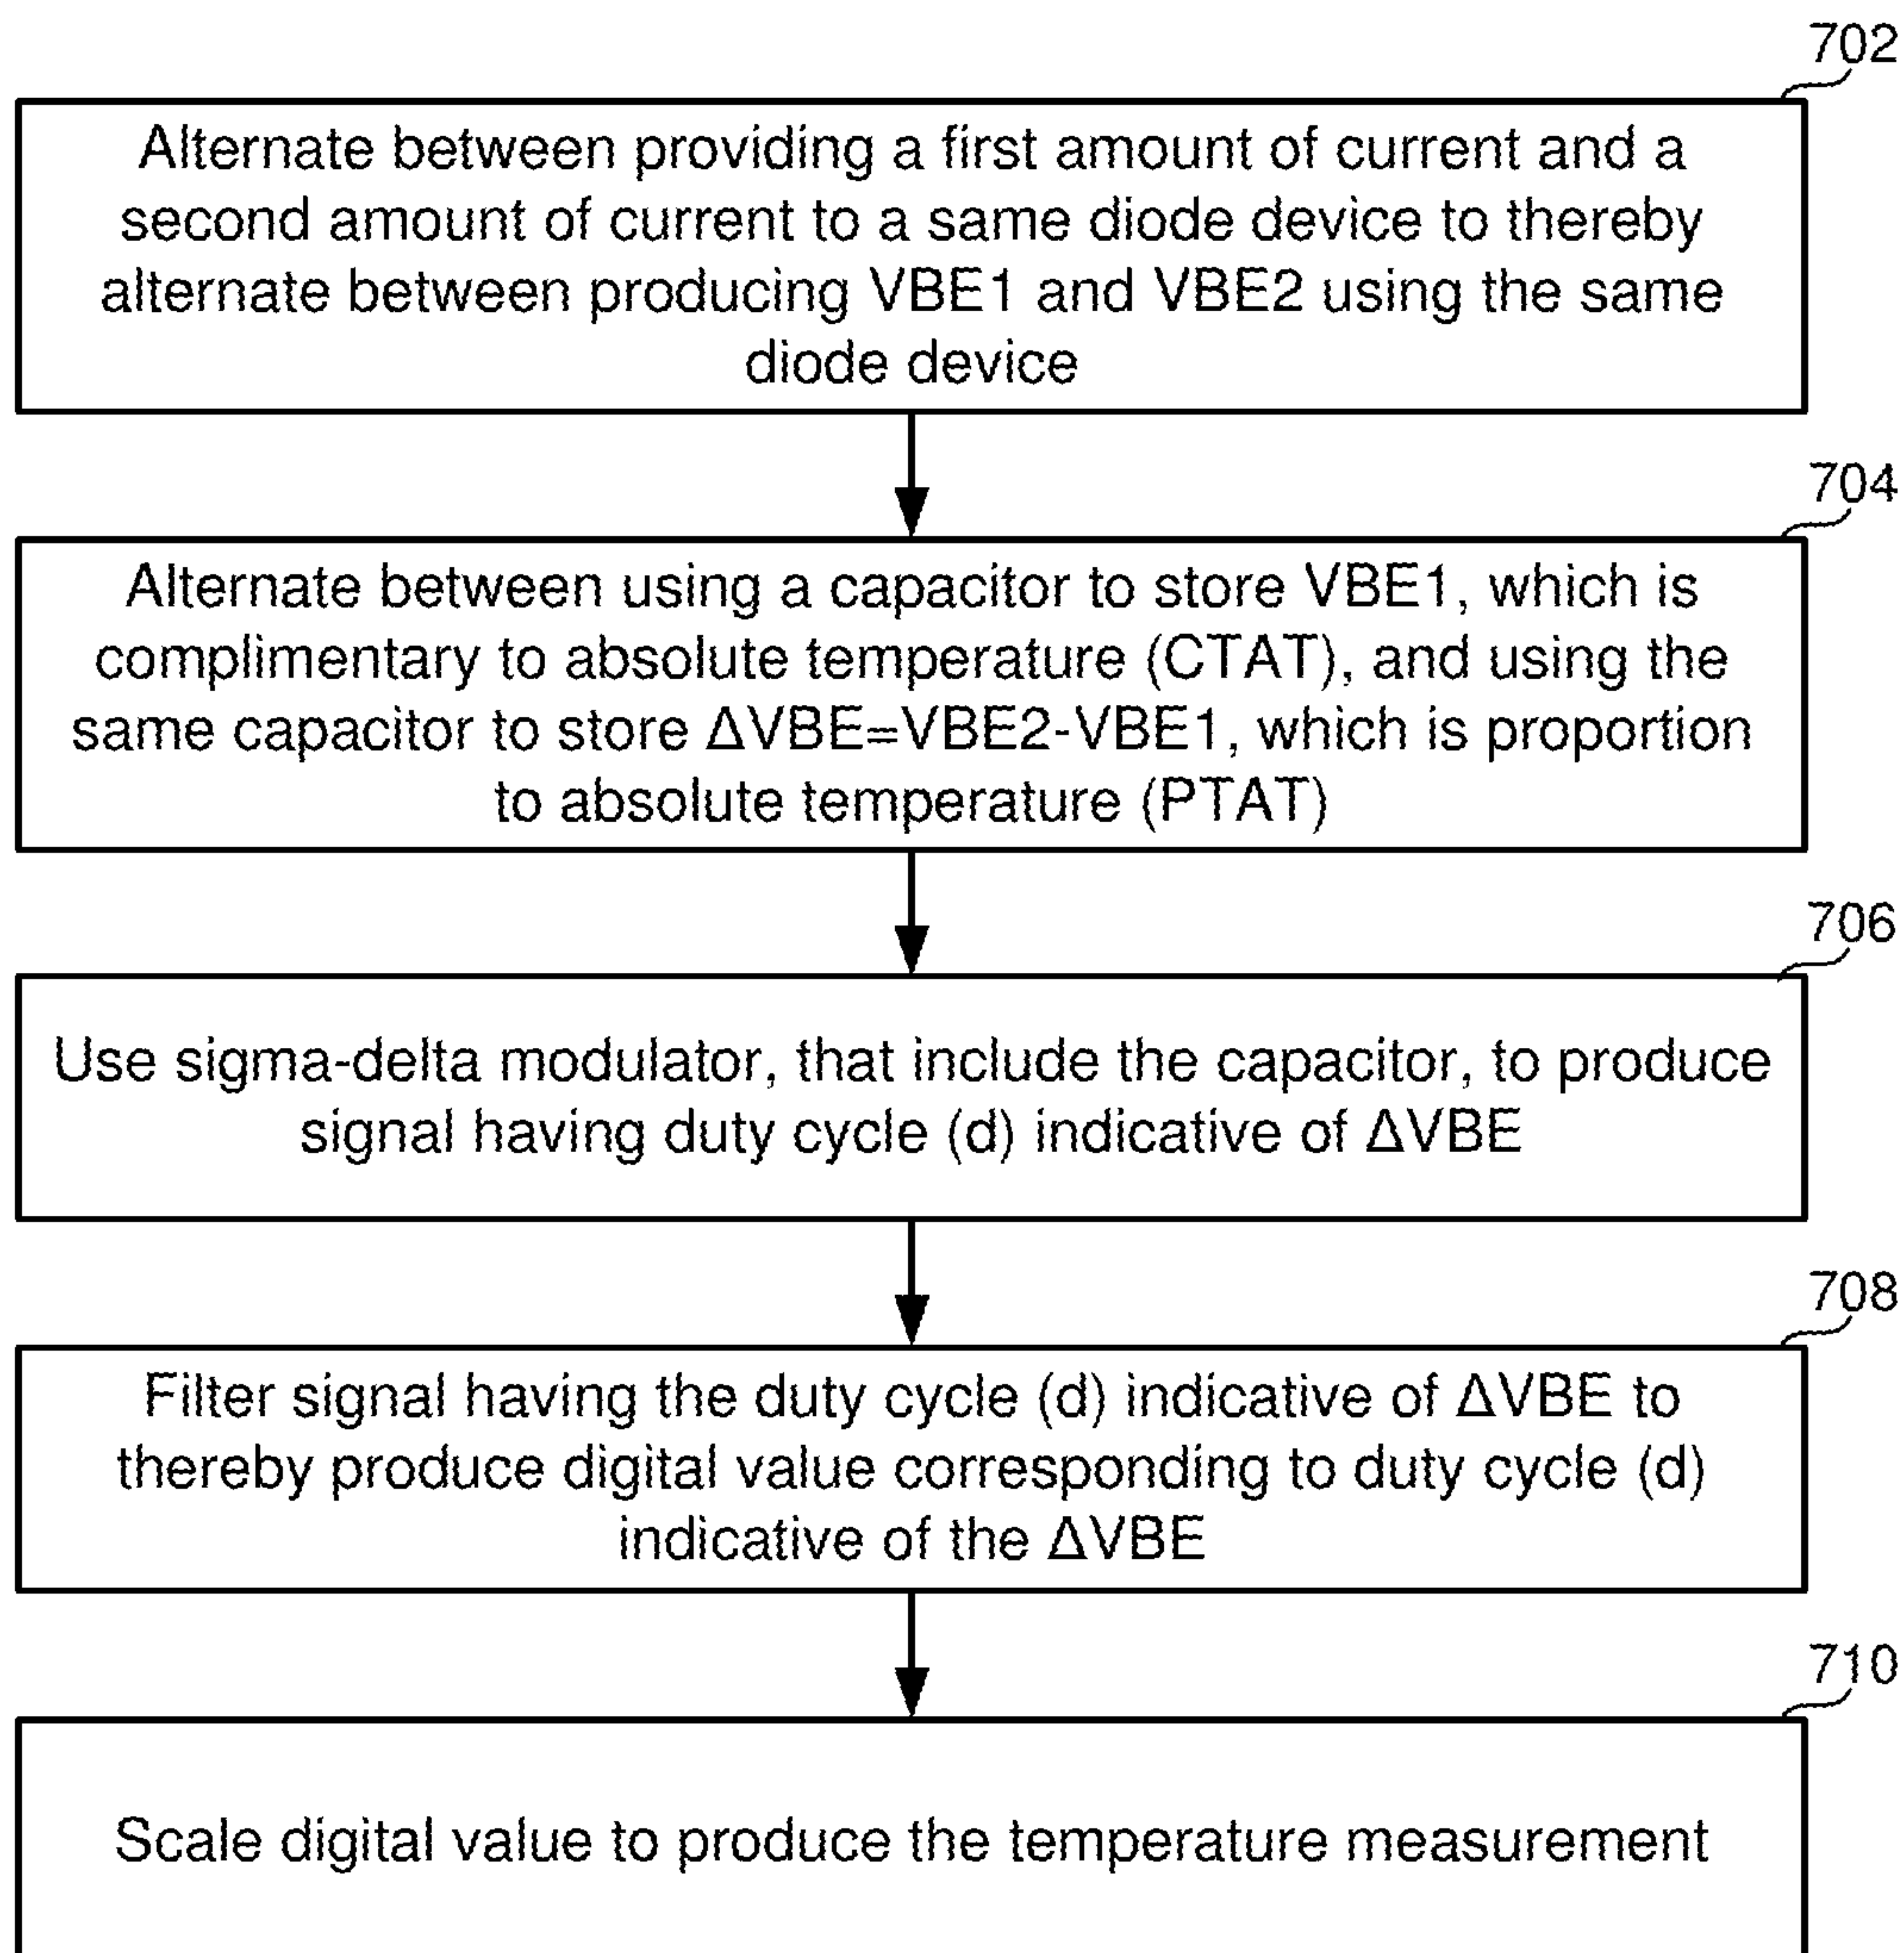 702
Alternate between providing a first amount of current and a
second amount of current to a same diode device to thereby
alternate between producing VBE1 and VBE2 using the same
diode device
704
Alternate between using a capacitor to store VBE1, which is
complimentary to absolute temperature (CTAT), and using the
same capacitor to store ΔVBE=VBE2-VBE1, which is proportion
to absolute temperature (PTAT)
706
Use sigma-delta modulator, that include the capacitor, to produce
signal having duty cycle (d) indicative of ΔVBE
708
Filter signal having the duty cycle (d) indicative of ΔVBE to
thereby produce digital value corresponding to duty cycle (d)
indicative of the ΔVBE
710
Scale digital value to produce the temperature measurement